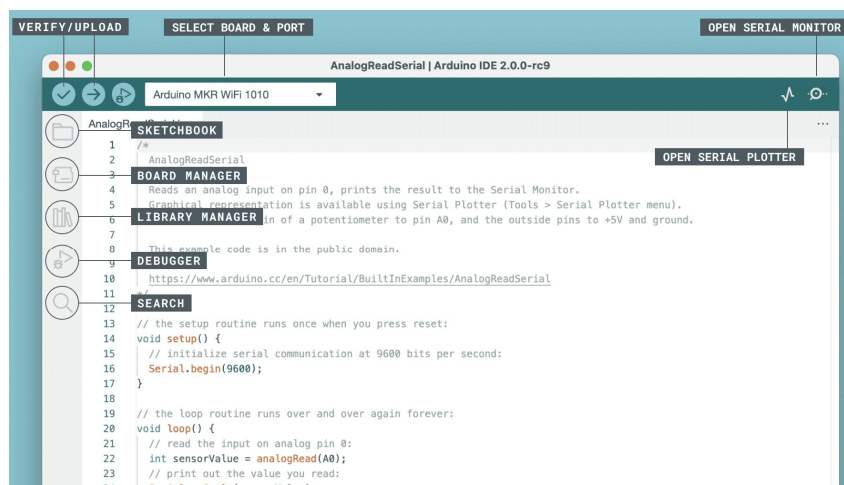 VERIFY/UPLOAD
SELECT BOARD & PORT
OPEN SERIAL MONITOR
AnalogReadSerial | Arduino IDE 2.0.0-rc9
Arduino MKR WiFi 1010
AnalogR
SKETCHBOOK
1 /*
2 AnalogReadSerial
OPEN SERIAL PLOTTER
3
BOARD MANAGER
4 Reads an analog input on pin 0, prints the result to the Serial Monitor.
5 Graphical representation is available using Serial Plotter (Tools > Serial Plotter menu).
LIBRARY MANAGER
6 in of a potentiometer to pin A0, and the outside pins to +5V and ground.
7
8 This example code is in the public domain.
DEBUGGER
9
10 https://www.arduino.cc/en/Tutorial/BuiltInExamples/AnalogReadSerial
11 */
SEARCH
12
13 // the setup routine runs once when you press reset:
14 void setup() {
15 // initialize serial communication at 9600 bits per second:
16 Serial.begin(9600);
17 }
18
19 // the loop routine runs over and over again forever:
20 void loop() {
21 // read the input on analog pin 0:
22 int sensorValue = analogRead(A0);
23 // print out the value you read: